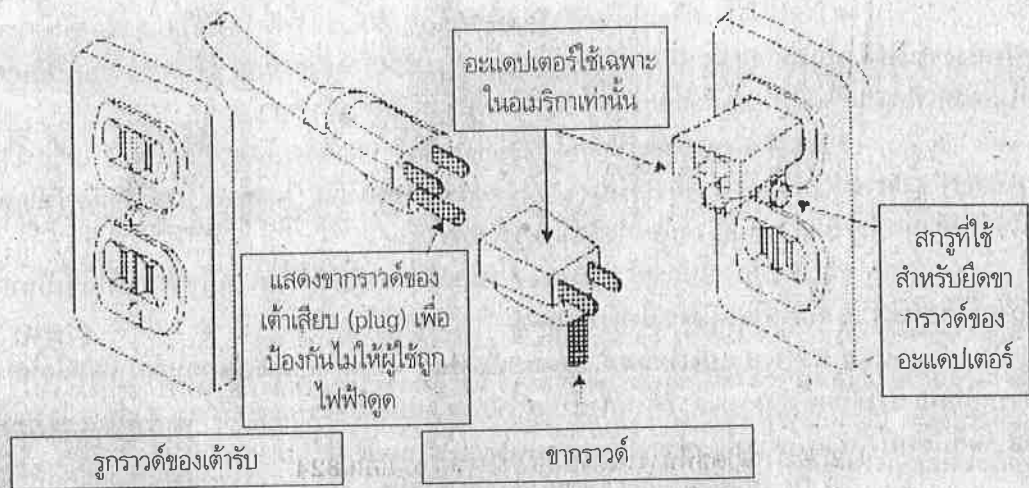 อะแดปเตอร์ใช้เฉพาะ
ในอเมริกาเท่านั้น
แสดงขากราวด์ของ
เต้าเสียบ (plug) เพื่อ
ป้องกันไม่ให้ผู้ใช้ถูก
ไฟฟ้าดูด
สกรูที่ใช้
สำหรับยึดขา
กราวด์ของ
อะแดปเตอร์
รูกราวด์ของเต้ารับ
ขากราวด์